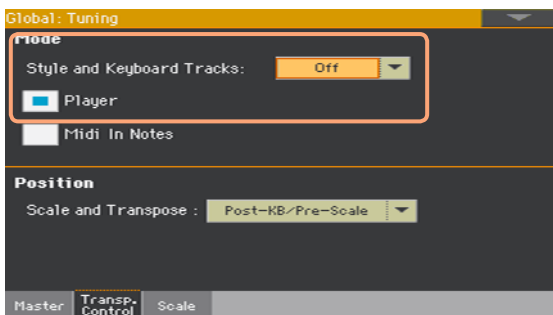 Global: Tuning
Mode
Style and Keyboard Tracks: Off
Player
Midi In Notes
Position
Scale and Transpose : Post-KB/Pre-Scale
Master Transp. Control Scale